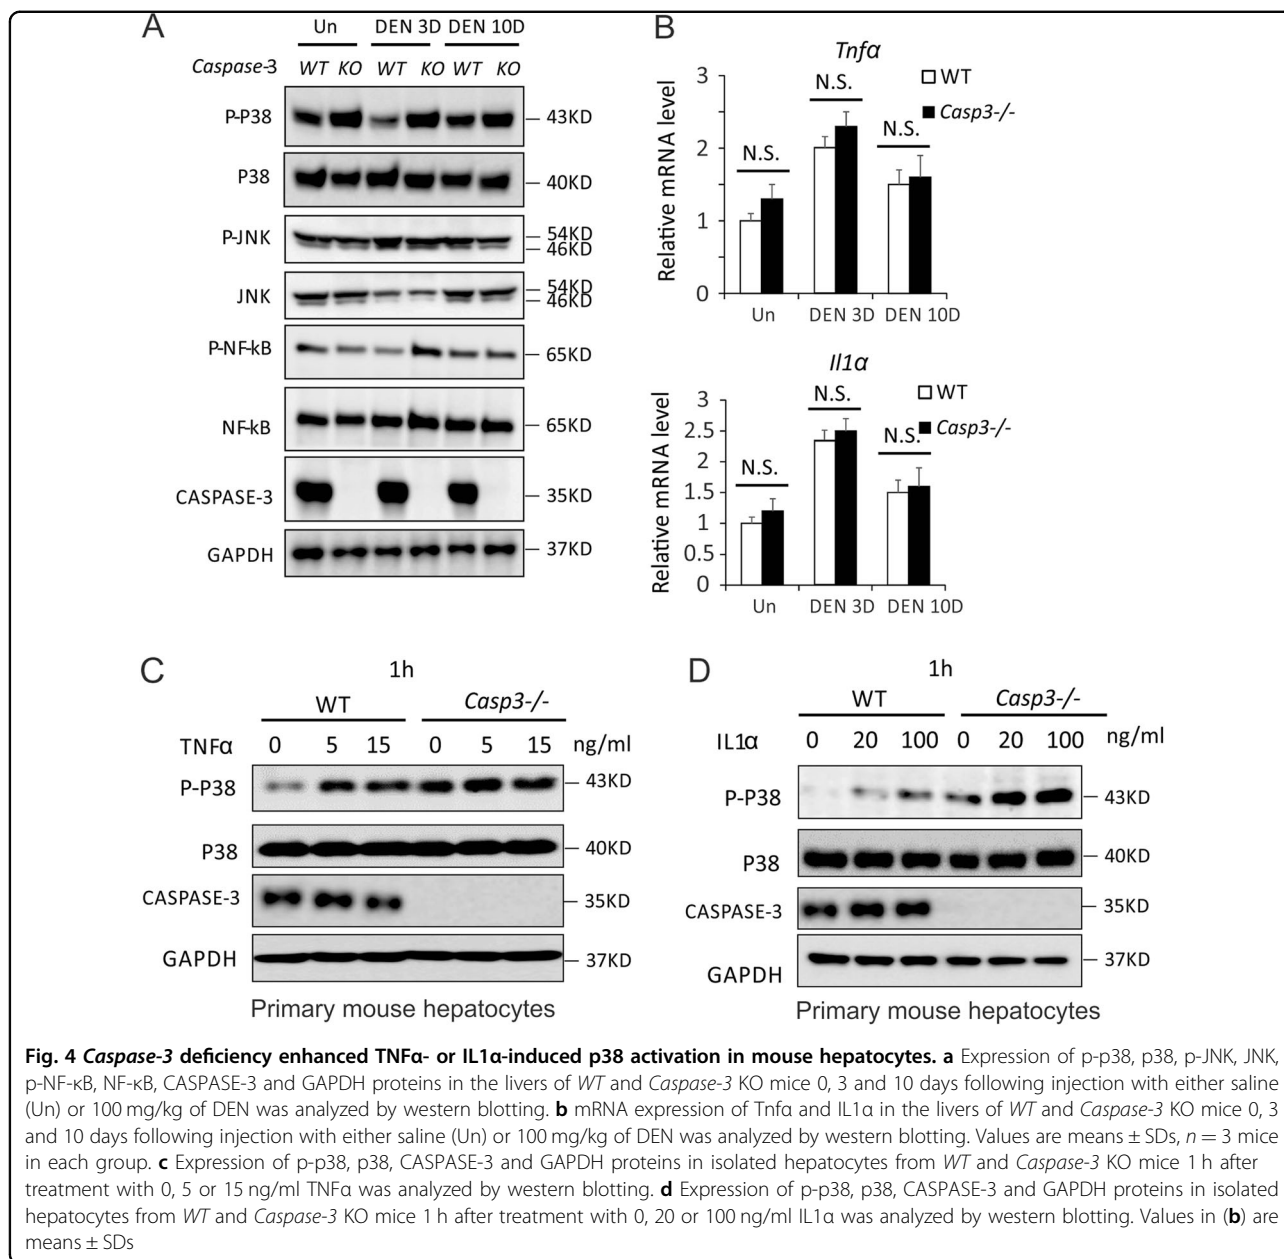 A
Un DEN 3D DEN 10D
Caspase-3 WT KO WT KO WT KO
P-P38 43KD
P38 40KD
P-JNK 54KD
46KD
JNK 54KD
46KD
P-NF-kB 65KD
NF-kB 65KD
CASPASE-3 35KD
GAPDH 37KD
B
Tnfα
WT
Casp3-/-
N.S.
N.S.
N.S.
Relative mRNA level
3
2
1
0
Un DEN 3D DEN 10D
Il1α
WT
Casp3-/-
N.S.
N.S.
N.S.
Relative mRNA level
3
2.5
2
1.5
1
0.5
0
Un DEN 3D DEN 10D
C
1h
WT Casp3-/-
TNFα 0 5 15 0 5 15 ng/ml
P-P38 43KD
P38 40KD
CASPASE-3 35KD
GAPDH 37KD
Primary mouse hepatocytes
D
1h
WT Casp3-/-
IL1α 0 20 100 0 20 100 ng/ml
P-P38 43KD
P38 40KD
CASPASE-3 35KD
GAPDH 37KD
Primary mouse hepatocytes
Fig. 4 Caspase-3 deficiency enhanced TNFα- or IL1α-induced p38 activation in mouse hepatocytes. a Expression of p-p38, p38, p-JNK, JNK,
p-NF-κB, NF-κB, CASPASE-3 and GAPDH proteins in the livers of WT and Caspase-3 KO mice 0, 3 and 10 days following injection with either saline
(Un) or 100 mg/kg of DEN was analyzed by western blotting. b mRNA expression of Tnfα and IL1α in the livers of WT and Caspase-3 KO mice 0, 3
and 10 days following injection with either saline (Un) or 100 mg/kg of DEN was analyzed by western blotting. Values are means ± SDs, n = 3 mice
in each group. c Expression of p-p38, p38, CASPASE-3 and GAPDH proteins in isolated hepatocytes from WT and Caspase-3 KO mice 1 h after
treatment with 0, 5 or 15 ng/ml TNFα was analyzed by western blotting. d Expression of p-p38, p38, CASPASE-3 and GAPDH proteins in isolated
hepatocytes from WT and Caspase-3 KO mice 1 h after treatment with 0, 20 or 100 ng/ml IL1α was analyzed by western blotting. Values in (b) are
means ± SDs